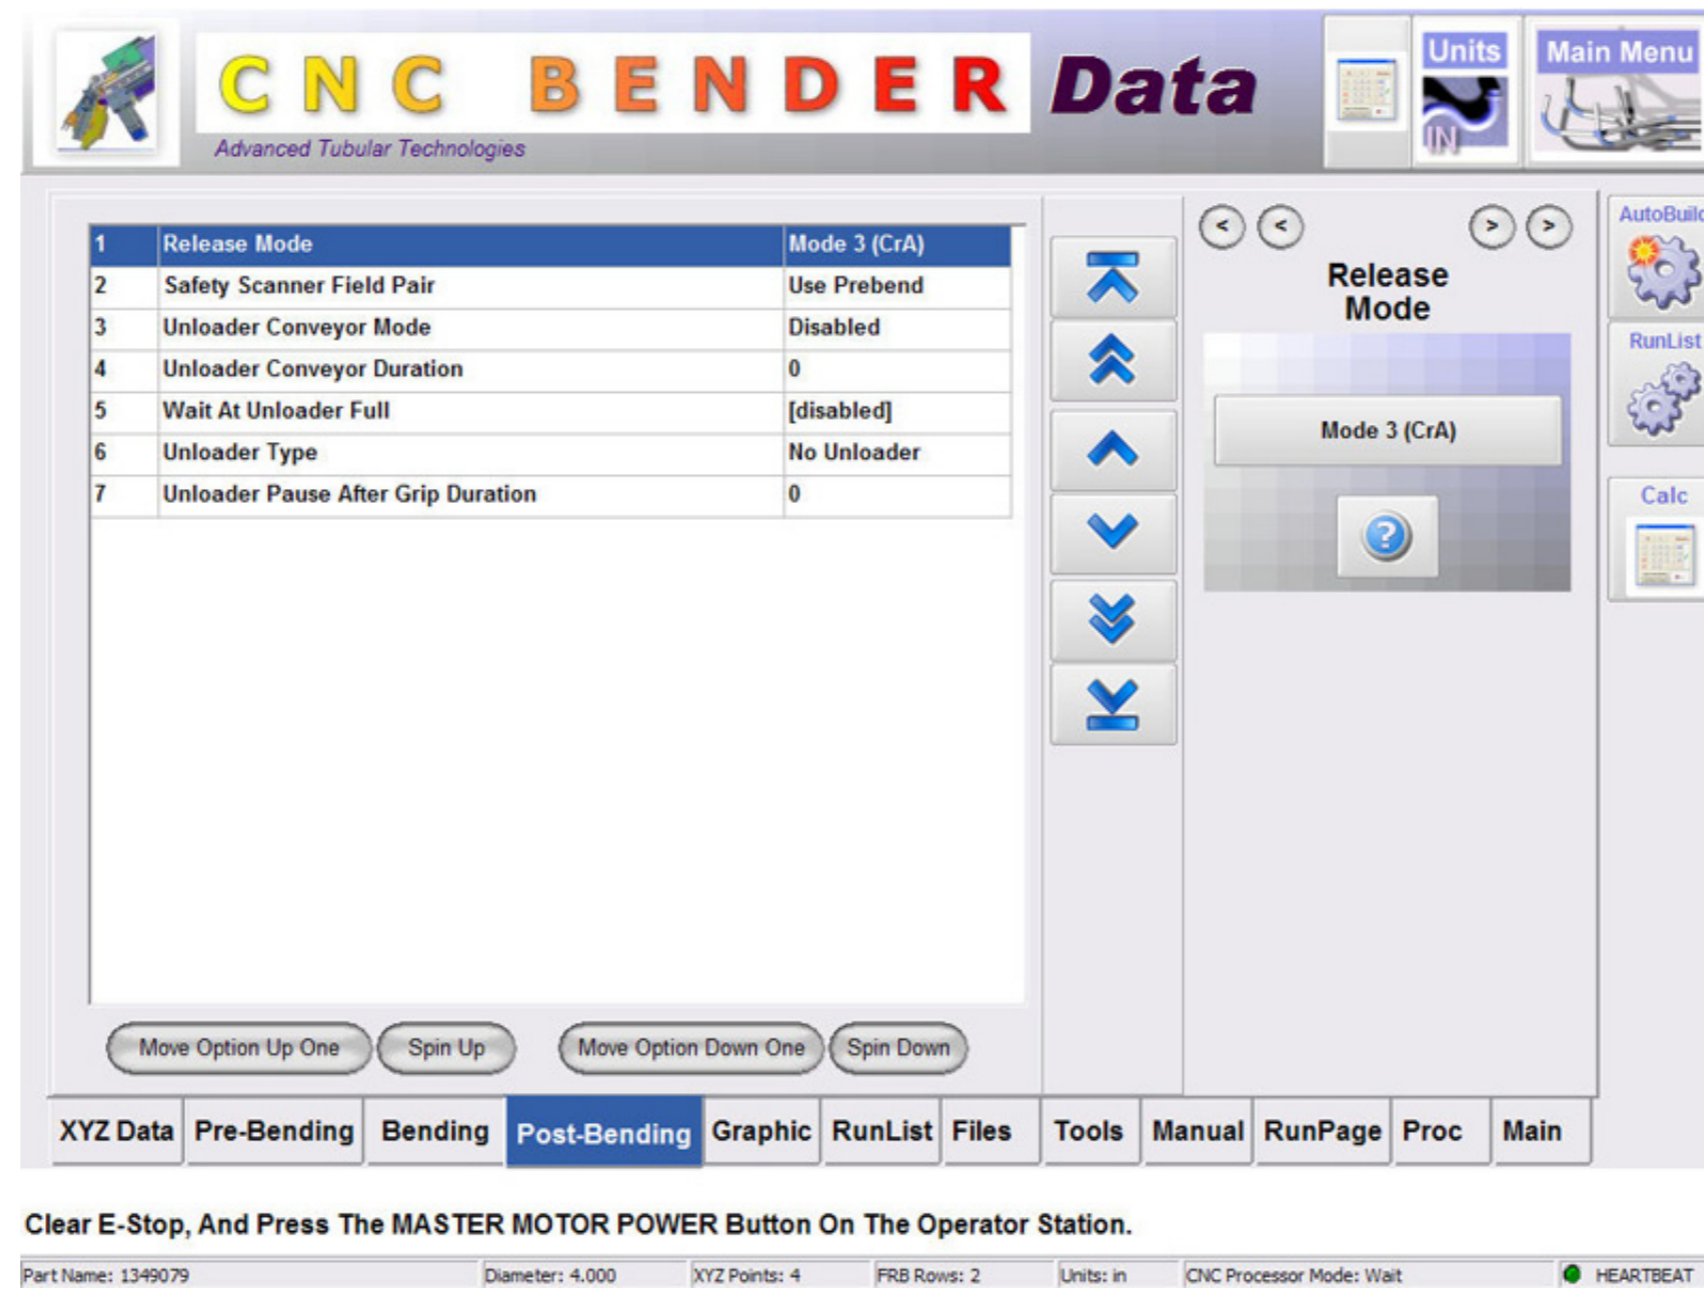 CNC BENDER Data
Advanced Tubular Technologies
Units
IN
Main Menu
1 Release Mode Mode 3 (CrA)
2 Safety Scanner Field Pair Use Prebend
3 Unloader Conveyor Mode Disabled
4 Unloader Conveyor Duration 0
5 Wait At Unloader Full [disabled]
6 Unloader Type No Unloader
7 Unloader Pause After Grip Duration 0
< < > >
Release
Mode
Mode 3 (CrA)
?
AutoBuild
RunList
Calc
Move Option Up One Spin Up Move Option Down One Spin Down
XYZ Data Pre-Bending Bending Post-Bending Graphic RunList Files Tools Manual RunPage Proc Main
Clear E-Stop, And Press The MASTER MOTOR POWER Button On The Operator Station.
Part Name: 1349079 Diameter: 4.000 XYZ Points: 4 FRB Rows: 2 Units: in CNC Processor Mode: Wait HEARTBEAT